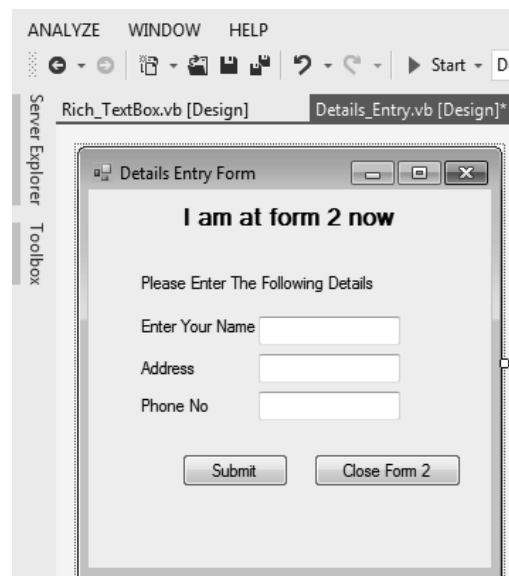 ANALYZE WINDOW HELP
Start
Server Explorer
Toolbox
Rich_TextBox.vb [Design] Details_Entry.vb [Design]*
Details Entry Form
I am at form 2 now
Please Enter The Following Details
Enter Your Name
Address
Phone No
Submit Close Form 2